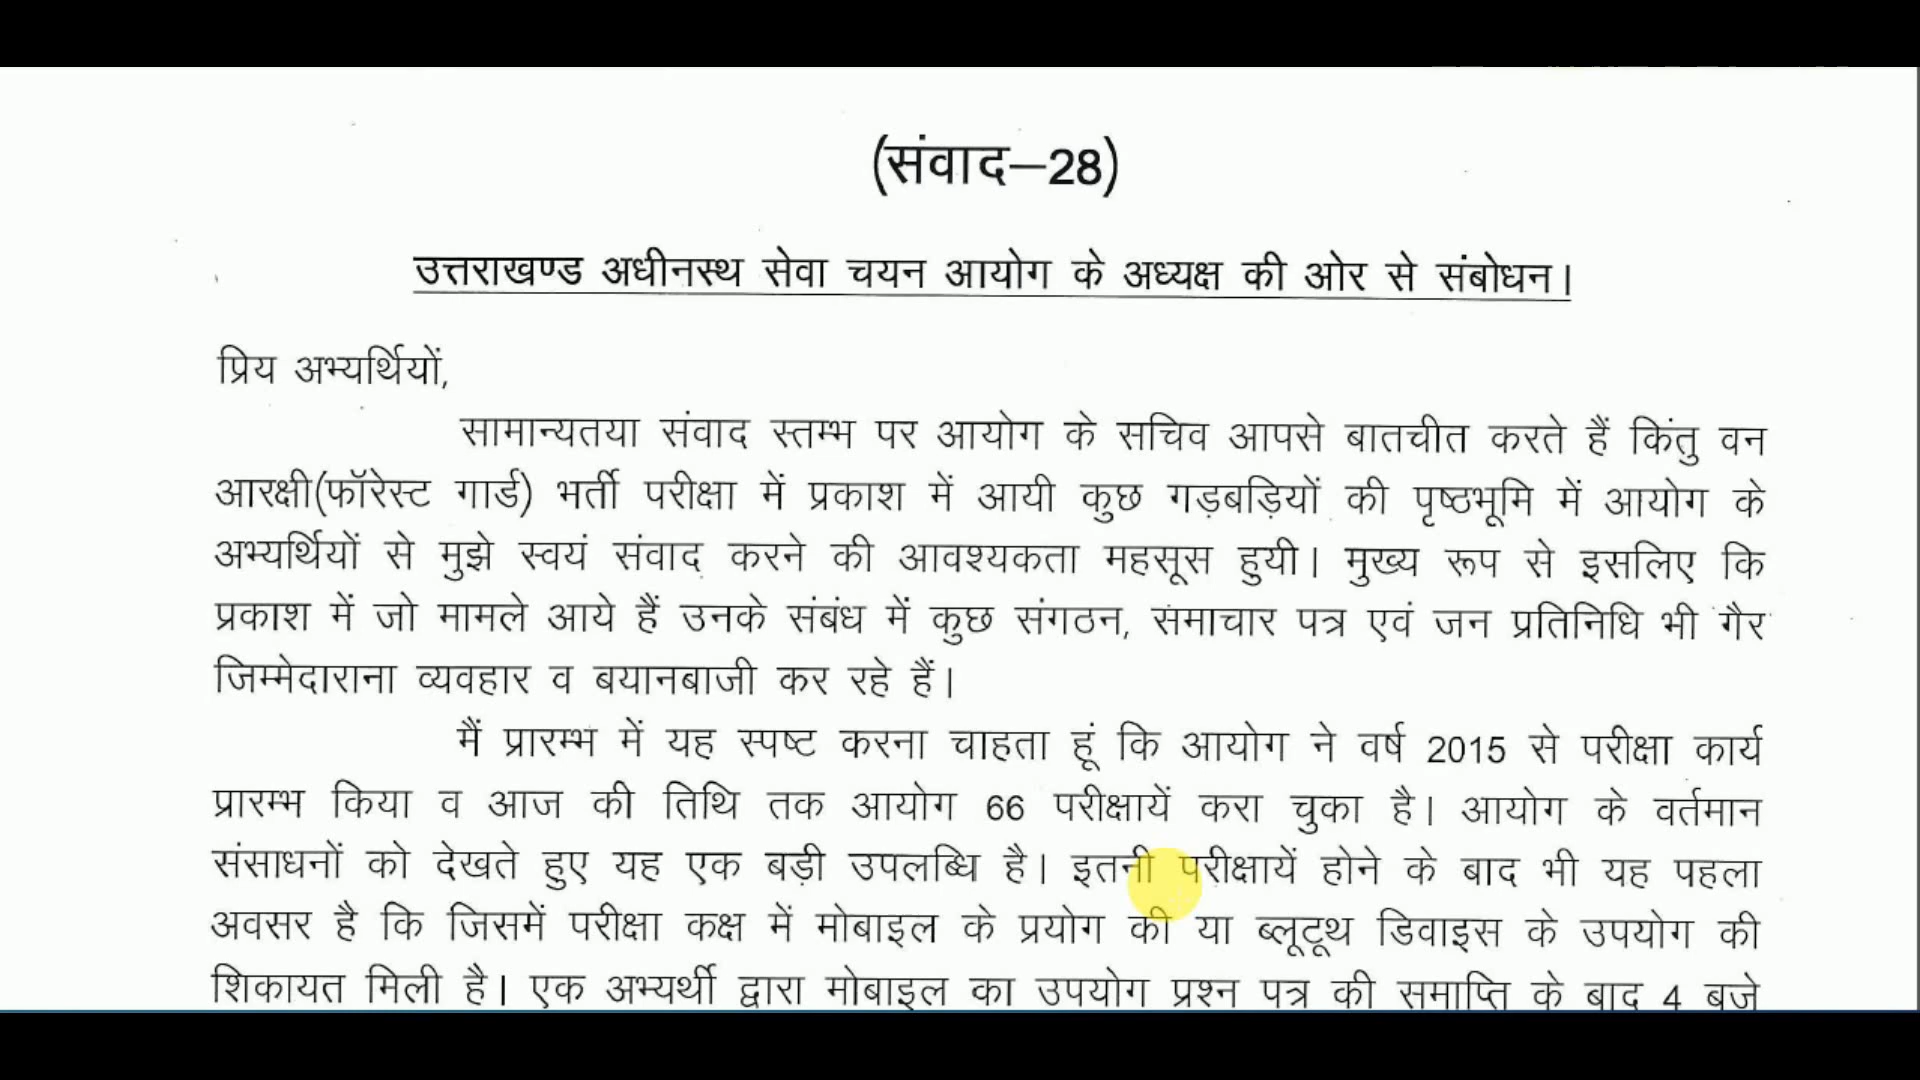 (संवाद–28)
उत्तराखण्ड अधीनस्थ सेवा चयन आयोग के अध्यक्ष की ओर से संबोधन।
प्रिय अभ्यर्थियों,
सामान्यतया संवाद स्तम्भ पर आयोग के सचिव आपसे बातचीत करते हैं किंतु वन
आरक्षी(फॉरेस्ट गार्ड) भर्ती परीक्षा में प्रकाश में आयी कुछ गड़बड़ियों की पृष्ठभूमि में आयोग के
अभ्यर्थियों से मुझे स्वयं संवाद करने की आवश्यकता महसूस हुयी। मुख्य रूप से इसलिए कि
प्रकाश में जो मामले आये हैं उनके संबंध में कुछ संगठन, समाचार पत्र एवं जन प्रतिनिधि भी गैर
जिम्मेदाराना व्यवहार व बयानबाजी कर रहे हैं।
मैं प्रारम्भ में यह स्पष्ट करना चाहता हूं कि आयोग ने वर्ष 2015 से परीक्षा कार्य
प्रारम्भ किया व आज की तिथि तक आयोग 66 परीक्षायें करा चुका है। आयोग के वर्तमान
संसाधनों को देखते हुए यह एक बड़ी उपलब्धि है। इतनी परीक्षायें होने के बाद भी यह पहला
अवसर है कि जिसमें परीक्षा कक्ष में मोबाइल के प्रयोग की या ब्लूटूथ डिवाइस के उपयोग की
शिकायत मिली है। एक अभ्यर्थी द्वारा मोबाइल का उपयोग प्रश्न पत्र की समाप्ति के बाद 4 बजे